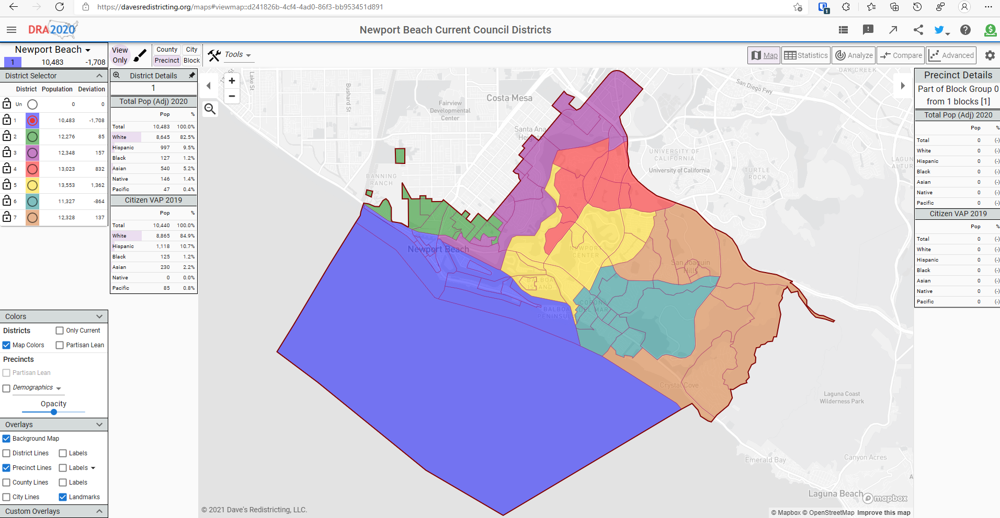 https://davesredistricting.org/maps#viewmap::d241826b-4cf4-4ad0-86f3-bb953451d891
1
DRA2020
Newport Beach Current Council Districts
Newport Beach
1 10,483 -1,708
View Only
County City
Precinct Block
Tools
Map
Statistics
Analyze
Compare
Advanced
District Selector
District Population Deviation
Un 0 0
1 10,483 -1,708
2 12,276 85
3 12,348 157
4 13,023 832
5 13,553 1,362
6 11,327 -864
7 12,328 137
Colors
Districts
Only Current
Map Colors
Partisan Lean
Precincts
Partisan Lean
Demographics
Opacity
Overlays
Background Map
District Lines
Labels
Precinct Lines
Labels
County Lines
Labels
City Lines
Landmarks
Custom Overlays
District Details
1
Total Pop (Adj) 2020
Pop %
Total 10,483 100.0%
White 8,645 82.5%
Hispanic 997 9.5%
Black 127 1.2%
Asian 540 5.2%
Native 146 1.4%
Pacific 47 0.4%
Citizen VAP 2019
Pop %
Total 10,440 100.0%
White 8,865 84.9%
Hispanic 1,118 10.7%
Black 125 1.2%
Asian 230 2.2%
Native 0 0.0%
Pacific 85 0.8%
+
−
Lake St
Bushard St
Costa Mesa
Fairview
Developmental
Center
Santa Ana
Heights
BANNING
RANCH
UNIVERSITY OF
CALIFORNIA
University of California
TURTLE
ROCK
San Diego Fwy
OAK CREEK
LAGUN
ALTUR
Newport Beach
NEWPORT
CENTER
San Joaquin
Hills
BALBOA
ISLAND
BALBOA
PENINSUL
CORONA
DEL MAR
Crystal Cove
Laguna Coast
Wilderness Park
Emerald Bay
Canyon Acres
A
Laguna Beach
mapbox
© 2021 Dave's Redistricting, LLC.
© Mapbox © OpenStreetMap Improve this map
Precinct Details
Part of Block Group 0
from 1 blocks [1]
Total Pop (Adj) 2020
Pop %
Total 0 (-)
White 0 (-)
Hispanic 0 (-)
Black 0 (-)
Asian 0 (-)
Native 0 (-)
Pacific 0 (-)
Citizen VAP 2019
Pop %
Total 0 (-)
White 0 (-)
Hispanic 0 (-)
Black 0 (-)
Asian 0 (-)
Native 0 (-)
Pacific 0 (-)